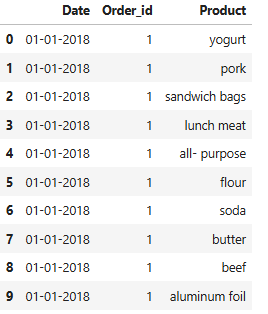 Date Order_id Product
0 01-01-2018 1 yogurt
1 01-01-2018 1 pork
2 01-01-2018 1 sandwich bags
3 01-01-2018 1 lunch meat
4 01-01-2018 1 all- purpose
5 01-01-2018 1 flour
6 01-01-2018 1 soda
7 01-01-2018 1 butter
8 01-01-2018 1 beef
9 01-01-2018 1 aluminum foil